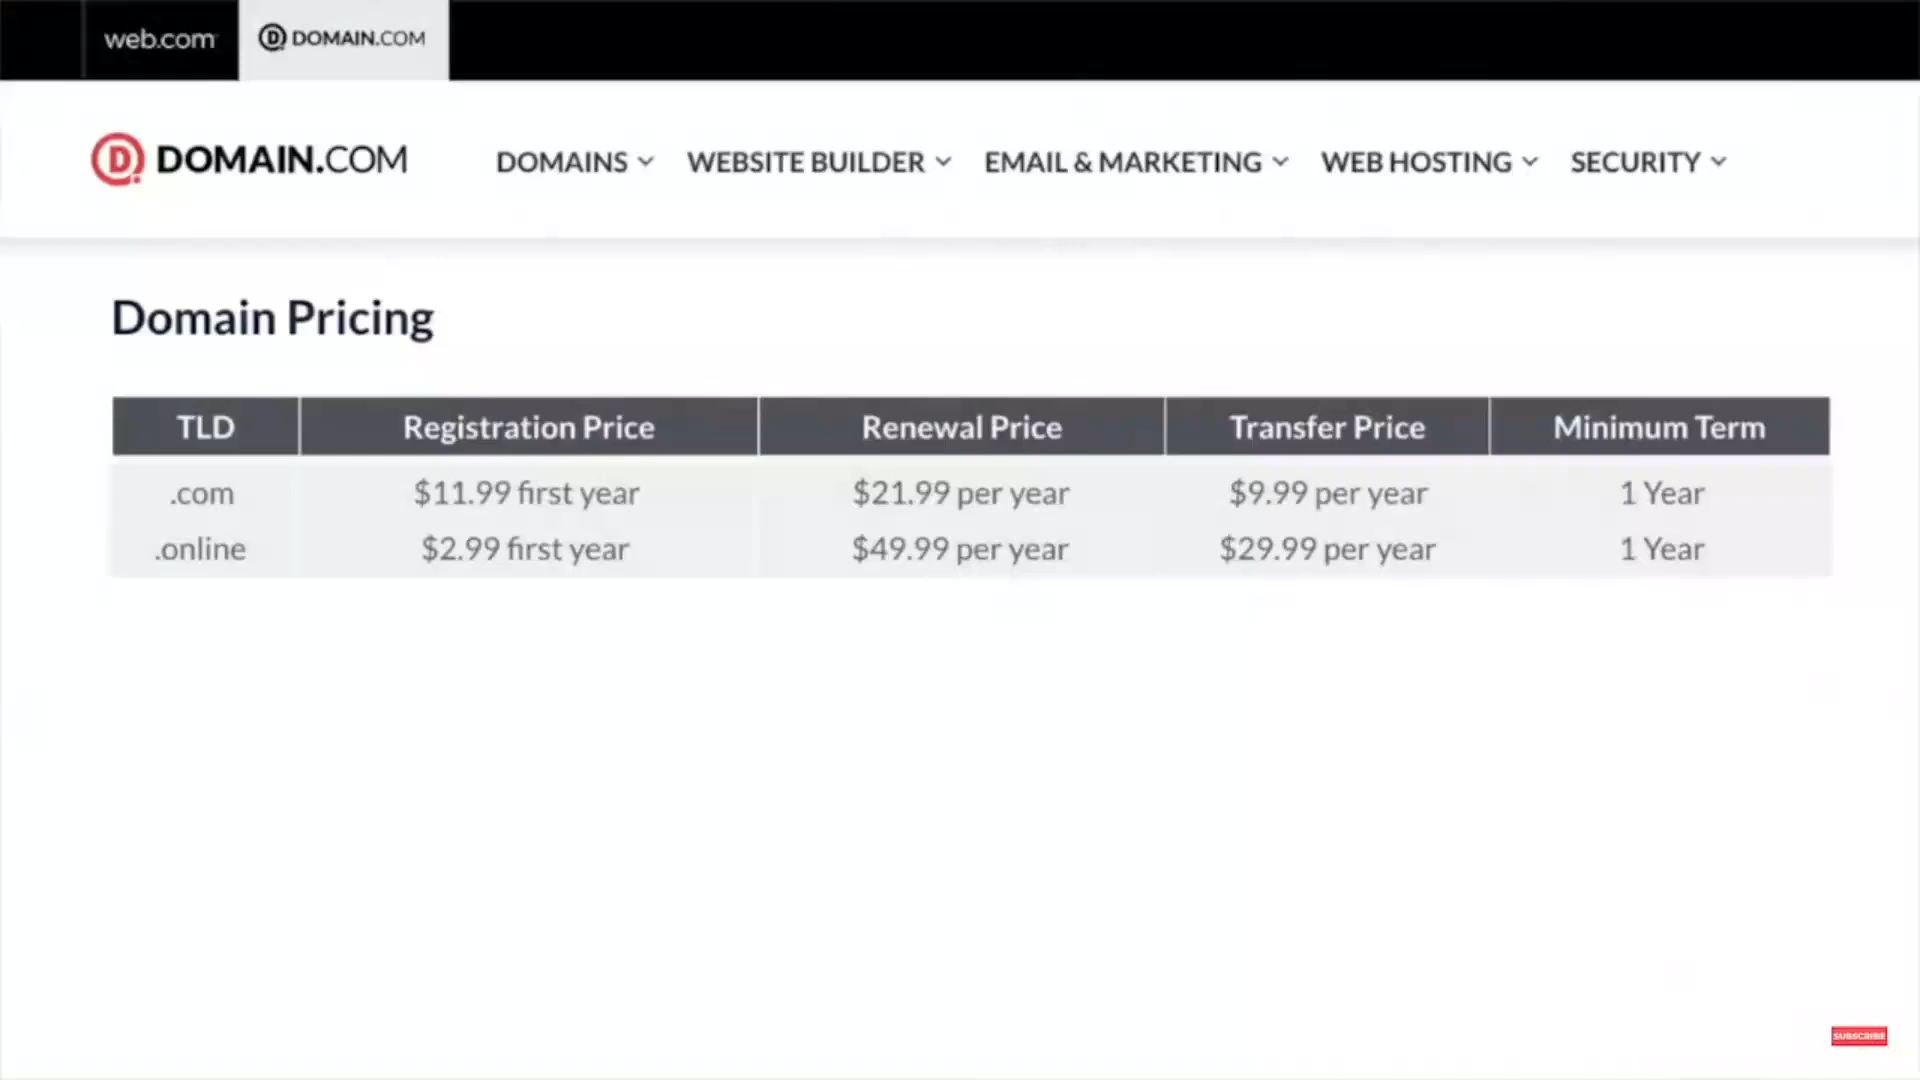 web.com
DOMAIN.COM
DOMAIN.COM
DOMAINS
WEBSITE BUILDER
EMAIL & MARKETING
WEB HOSTING
SECURITY
Domain Pricing
TLD Registration Price Renewal Price Transfer Price Minimum Term
.com $11.99 first year $21.99 per year $9.99 per year 1 Year
.online $2.99 first year $49.99 per year $29.99 per year 1 Year
SUBSCRIBE